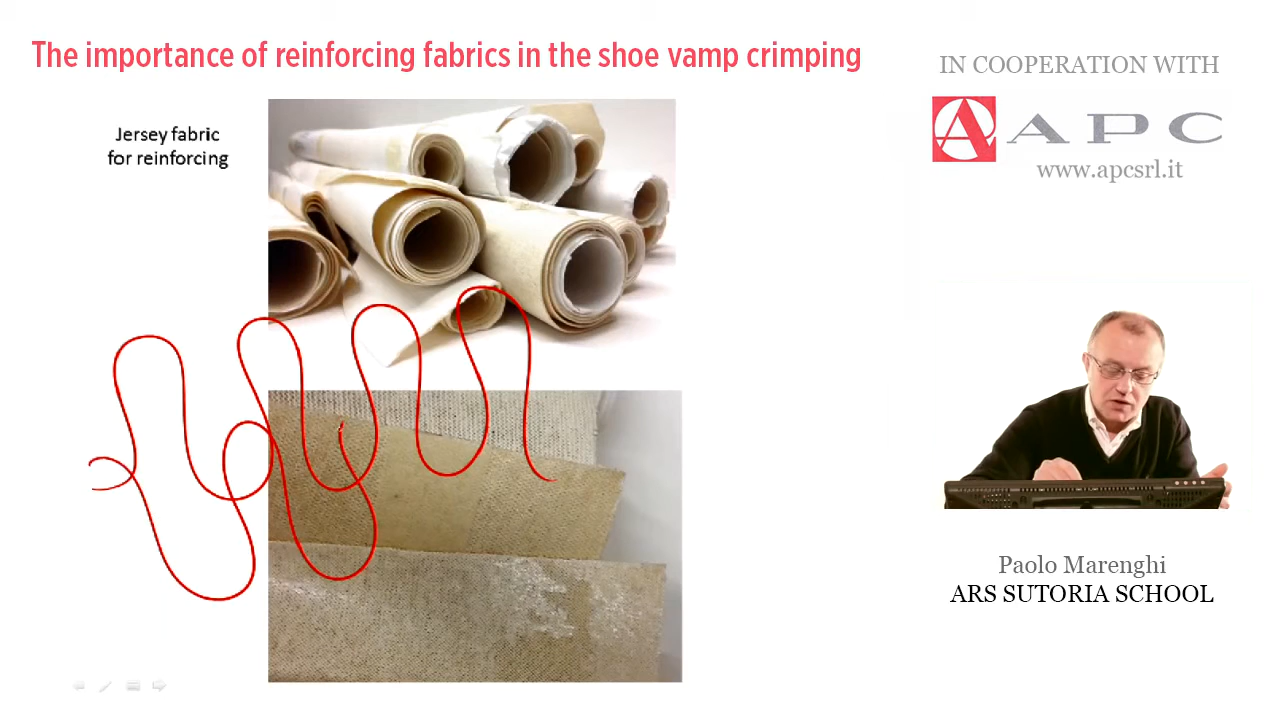 The importance of reinforcing fabrics in the shoe vamp crimping
Jersey fabric
for reinforcing
IN COOPERATION WITH
A APC
www.apcsrl.it
Paolo Marenghi
ARS SUTORIA SCHOOL